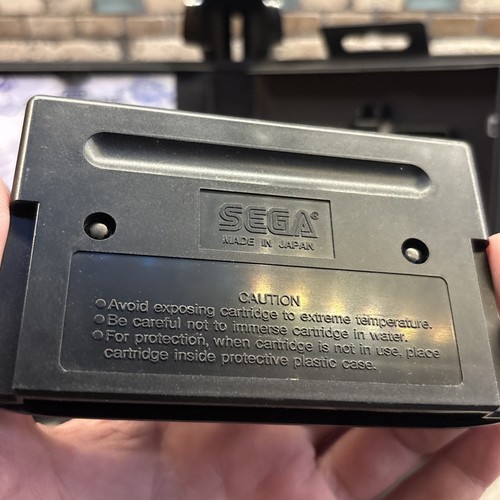 SEGA®
MADE IN JAPAN
CAUTION
Avoid exposing cartridge to extreme temperature.
Be careful not to immerse cartridge in water.
For protection, when cartridge is not in use, place
cartridge inside protective plastic case.